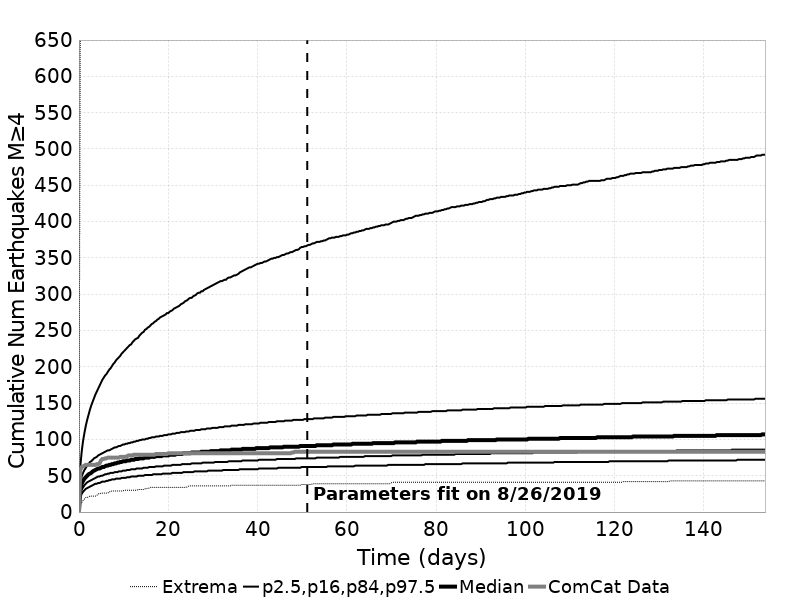 650
600
550
500
450
400
350
300
250
200
150
100
50
0
Cumulative Num Earthquakes M≥4
Parameters fit on 8/26/2019
0 20 40 60 80 100 120 140
Time (days)
Extrema p2.5,p16,p84,p97.5 Median ComCat Data